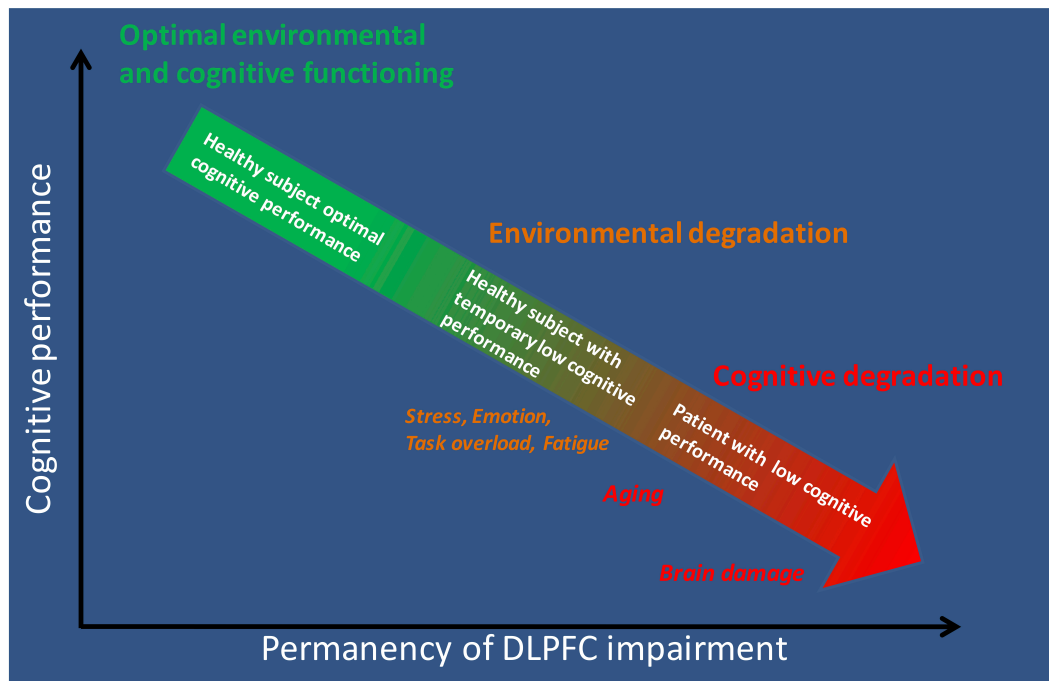 Optimal environmental
and cognitive functioning
Healthy subject optimal
cognitive performance
Environmental degradation
Healthy subject with
temporary low cognitive
performance
Cognitive degradation
Patient with low cognitive
performance
Stress, Emotion,
Task overload, Fatigue
Aging
Brain damage
Cognitive performance
Permanency of DLPFC impairment